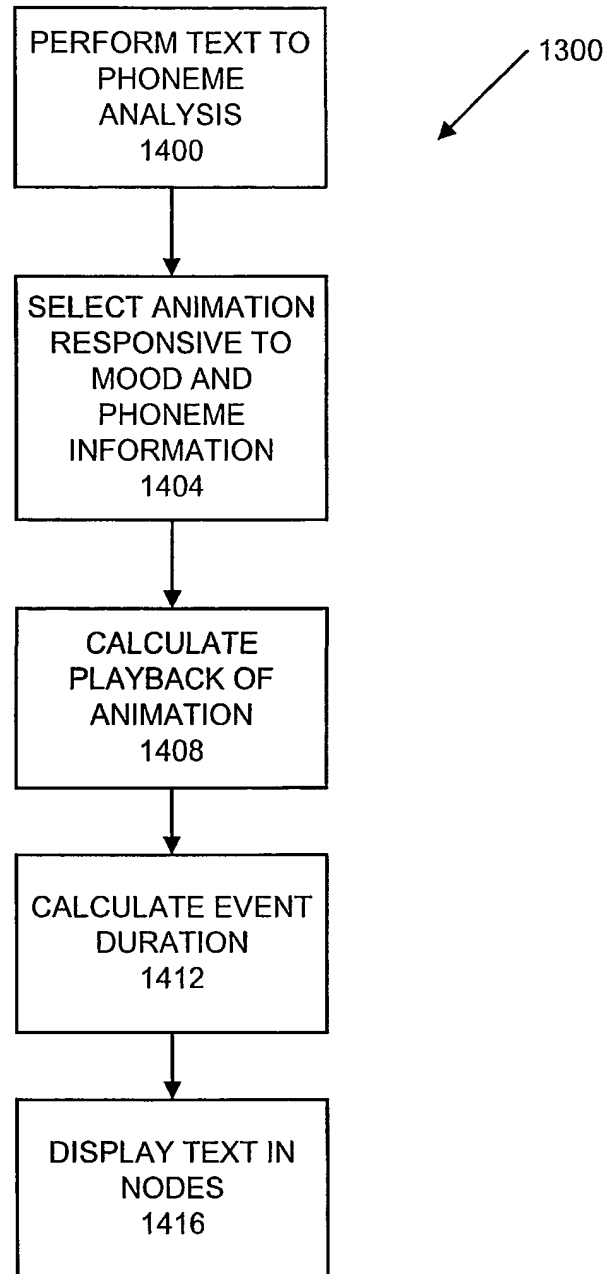 PERFORM TEXT TO
PHONEME
ANALYSIS
1400
1300
SELECT ANIMATION
RESPONSIVE TO
MOOD AND
PHONEME
INFORMATION
1404
CALCULATE
PLAYBACK OF
ANIMATION
1408
CALCULATE EVENT
DURATION
1412
DISPLAY TEXT IN
NODES
1416